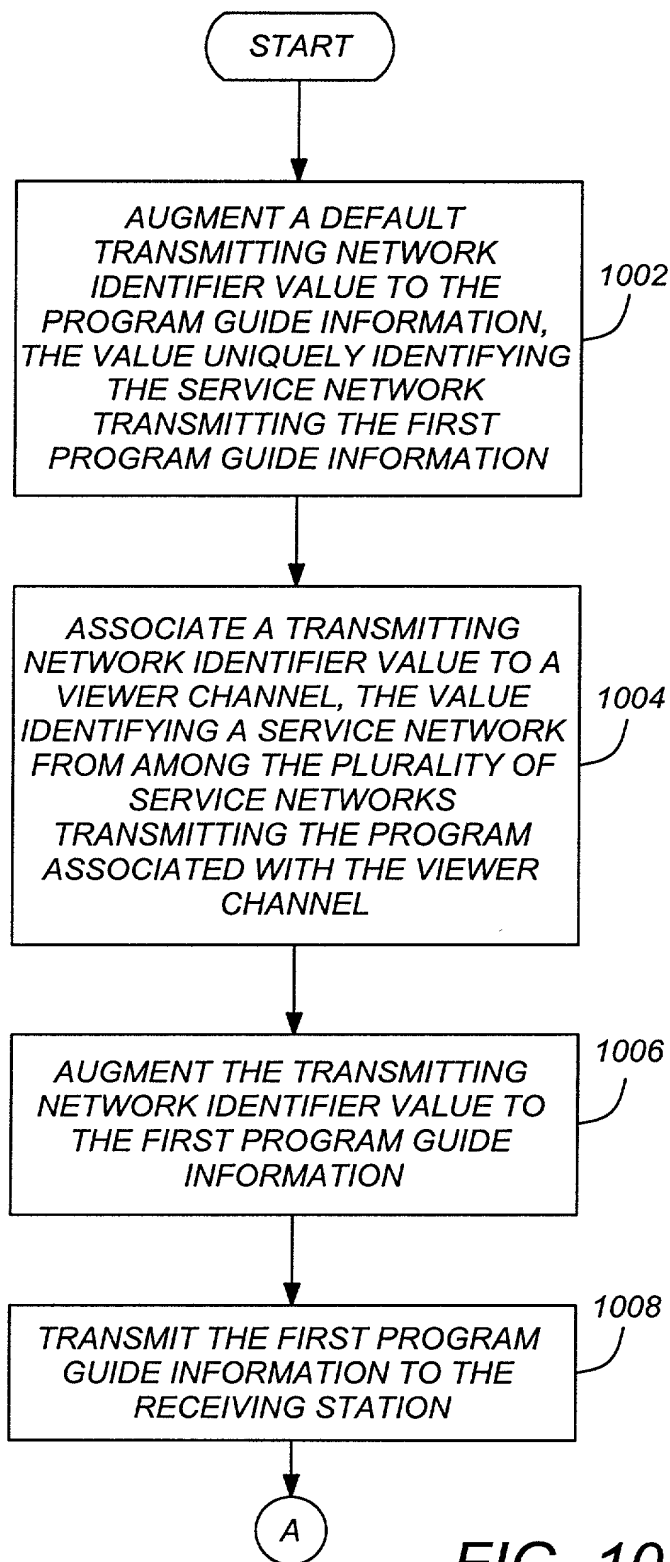 START
AUGMENT A DEFAULT
TRANSMITTING NETWORK
IDENTIFIER VALUE TO THE
PROGRAM GUIDE INFORMATION,
THE VALUE UNIQUELY IDENTIFYING
THE SERVICE NETWORK
TRANSMITTING THE FIRST
PROGRAM GUIDE INFORMATION
1002
ASSOCIATE A TRANSMITTING
NETWORK IDENTIFIER VALUE TO A
VIEWER CHANNEL, THE VALUE
IDENTIFYING A SERVICE NETWORK
FROM AMONG THE PLURALITY OF
SERVICE NETWORKS
TRANSMITTING THE PROGRAM
ASSOCIATED WITH THE VIEWER
CHANNEL
1004
AUGMENT THE TRANSMITTING
NETWORK IDENTIFIER VALUE TO
THE FIRST PROGRAM GUIDE
INFORMATION
1006
TRANSMIT THE FIRST PROGRAM
GUIDE INFORMATION TO THE
RECEIVING STATION
1008
A
FIG. 10